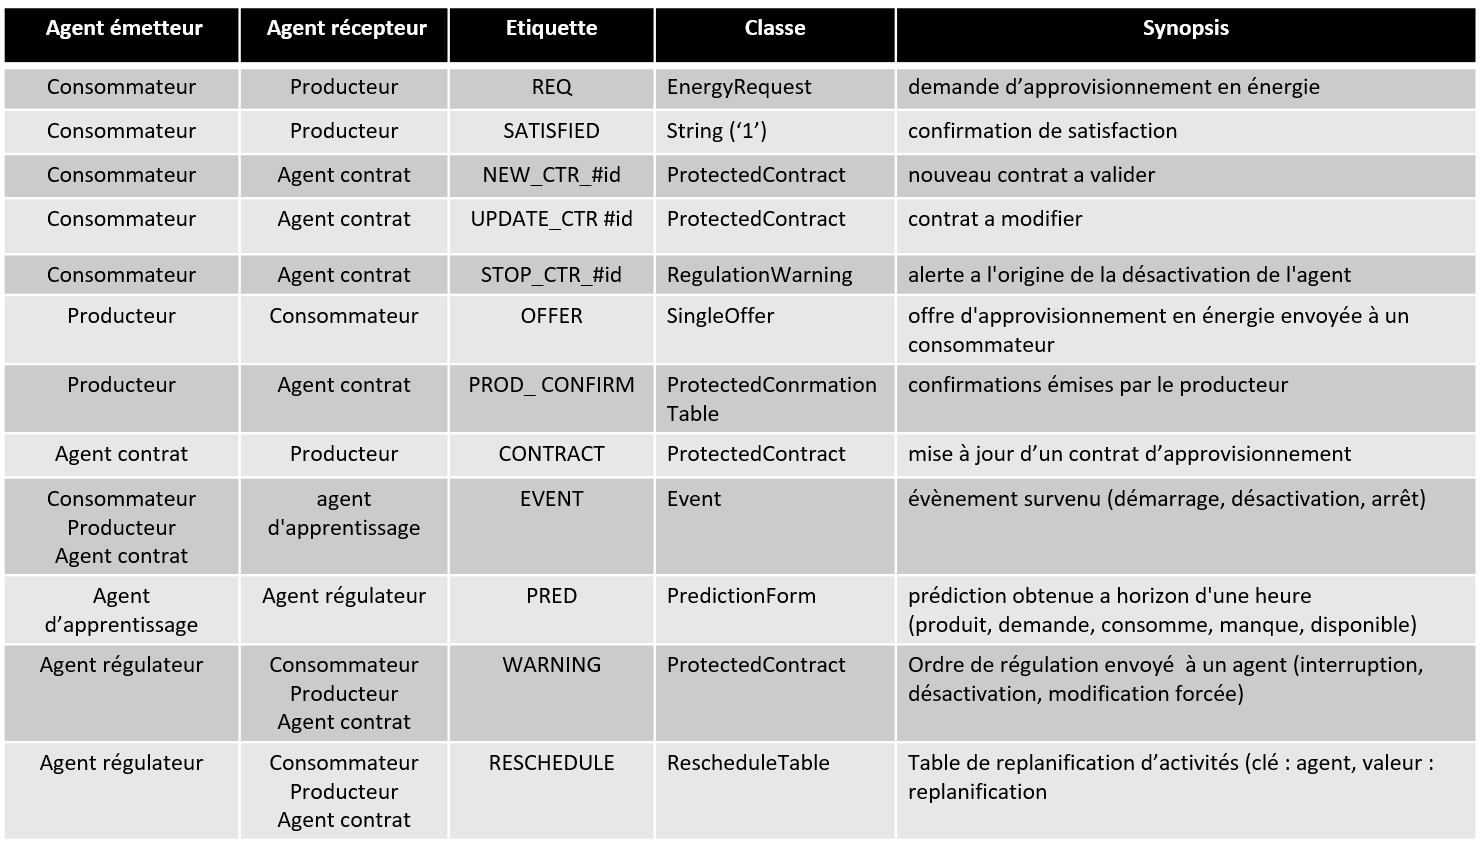 Agent émetteur Agent récepteur Etiquette Classe Synopsis
Consommateur Producteur REQ EnergyRequest demande d’approvisionnement en énergie
Consommateur Producteur SATISFIED String (‘1’) confirmation de satisfaction
Consommateur Agent contrat NEW_CTR_#id ProtectedContract nouveau contrat a valider
Consommateur Agent contrat UPDATE_CTR #id ProtectedContract contrat a modifier
Consommateur Agent contrat STOP_CTR_#id RegulationWarning alerte a l'origine de la désactivation de l'agent
Producteur Consommateur OFFER SingleOffer offre d'approvisionnement en énergie envoyée à un
consommateur
Producteur Agent contrat PROD_ CONFIRM ProtectedConrmation confirmations émises par le producteur
Table
Agent contrat Producteur CONTRACT ProtectedContract mise à jour d’un contrat d’approvisionnement
Consommateur agent EVENT Event évènement survenu (démarrage, désactivation, arrêt)
Producteur d'apprentissage
Agent contrat
Agent Agent régulateur PRED PredictionForm prédiction obtenue a horizon d'une heure
d’apprentissage (produit, demande, consomme, manque, disponible)
Agent régulateur Consommateur WARNING ProtectedContract Ordre de régulation envoyé à un agent (interruption,
Producteur désactivation, modification forcée)
Agent contrat
Agent régulateur Consommateur RESCHEDULE RescheduleTable Table de replanification d’activités (clé : agent, valeur :
Producteur replanification
Agent contrat